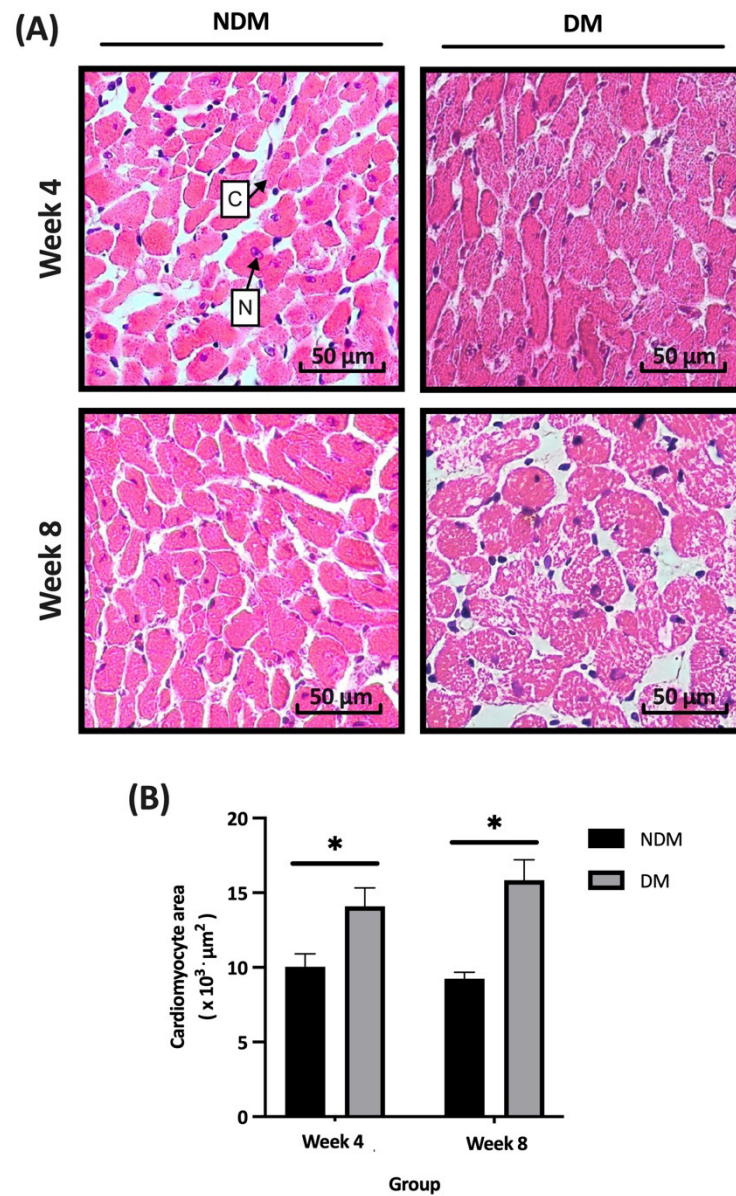 (A)
NDM
DM
Week 4
C
N
50 μm
50 μm
Week 8
50 μm
50 μm
(B)
Cardiomyocyte area
( x 10³ · μm² )
20
15
10
5
0
*
*
NDM
DM
Week 4
Week 8
Group